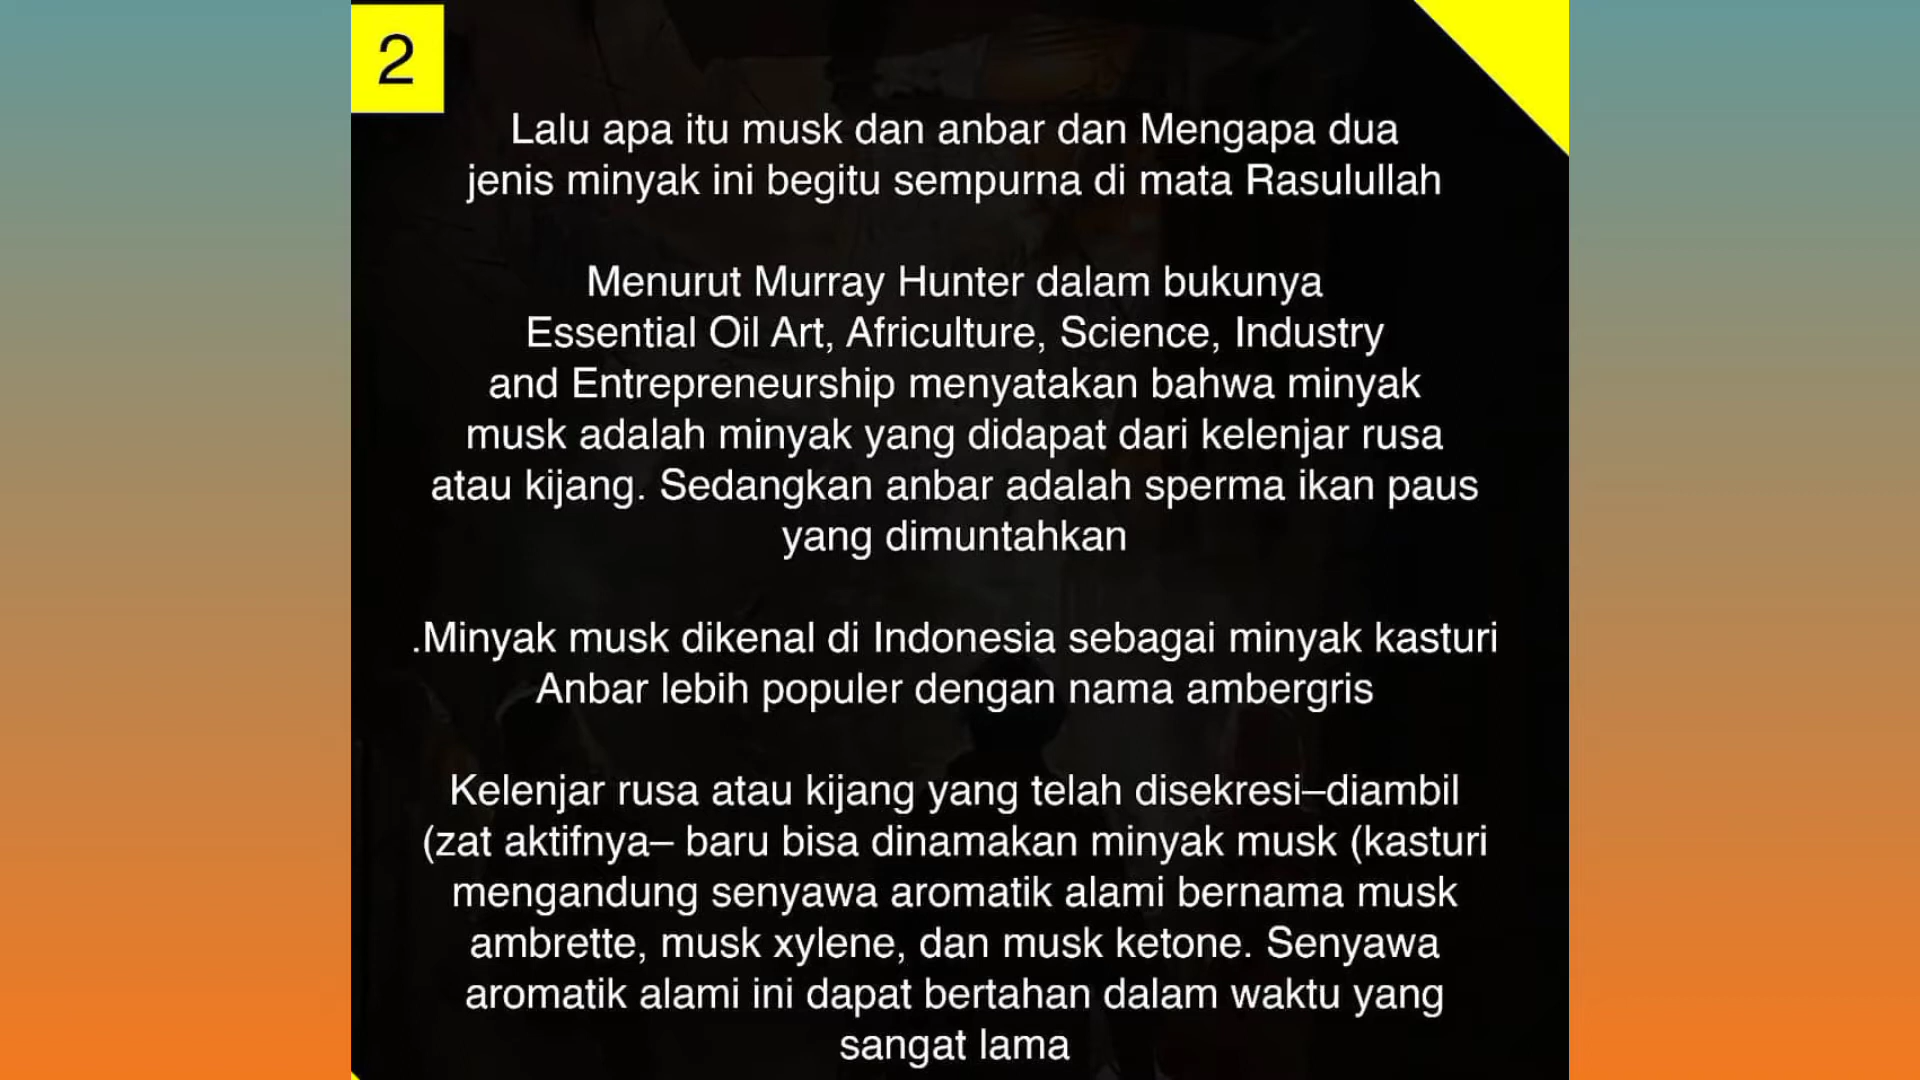 2
Lalu apa itu musk dan anbar dan Mengapa dua
jenis minyak ini begitu sempurna di mata Rasulullah
Menurut Murray Hunter dalam bukunya
Essential Oil Art, Africulture, Science, Industry
and Entrepreneurship menyatakan bahwa minyak
musk adalah minyak yang didapat dari kelenjar rusa
atau kijang. Sedangkan anbar adalah sperma ikan paus
yang dimuntahkan
.Minyak musk dikenal di Indonesia sebagai minyak kasturi
Anbar lebih populer dengan nama ambergris
Kelenjar rusa atau kijang yang telah disekresi–diambil
(zat aktifnya– baru bisa dinamakan minyak musk (kasturi
mengandung senyawa aromatik alami bernama musk
ambrette, musk xylene, dan musk ketone. Senyawa
aromatik alami ini dapat bertahan dalam waktu yang
sangat lama